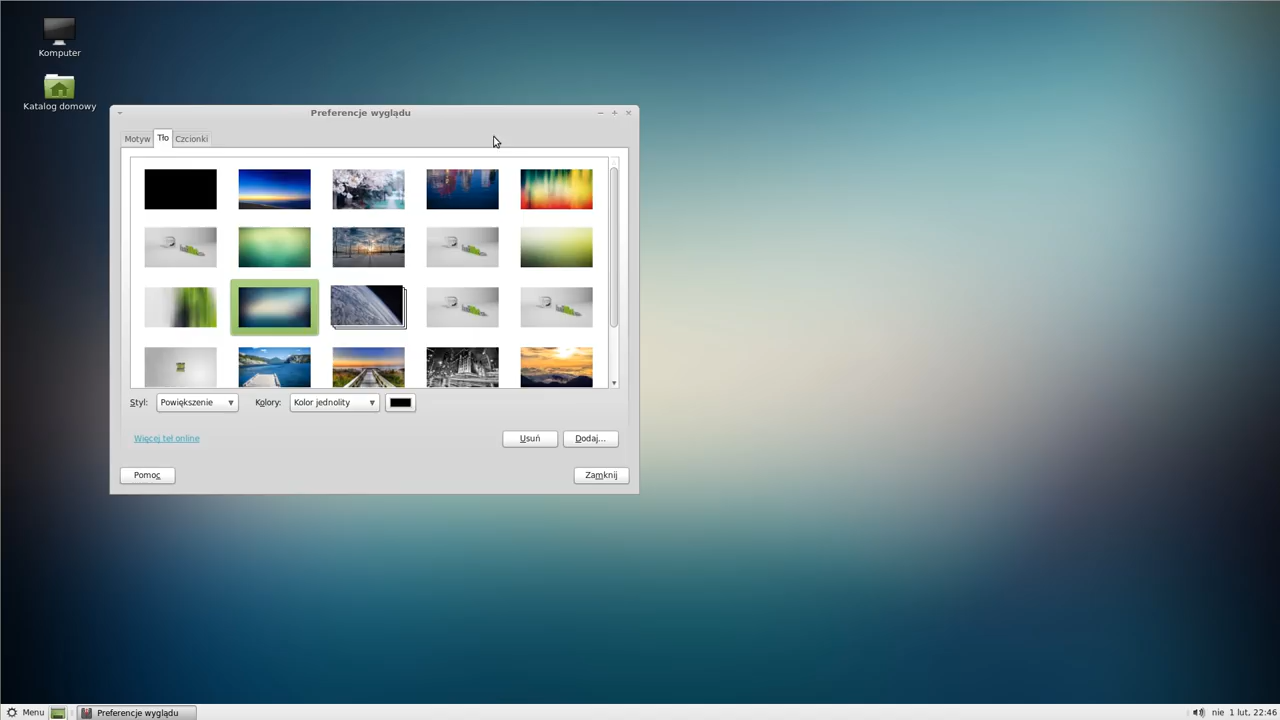 Komputer
Katalog domowy
Preferencje wyglądu
Motyw Tło Czcionki
Styl: Powiększenie Kolory: Kolor jednolity
Więcej teł online Usuń Dodaj...
Pomoc Zamknij
Menu Preferencje wyglądu nie 1 lut, 22:46